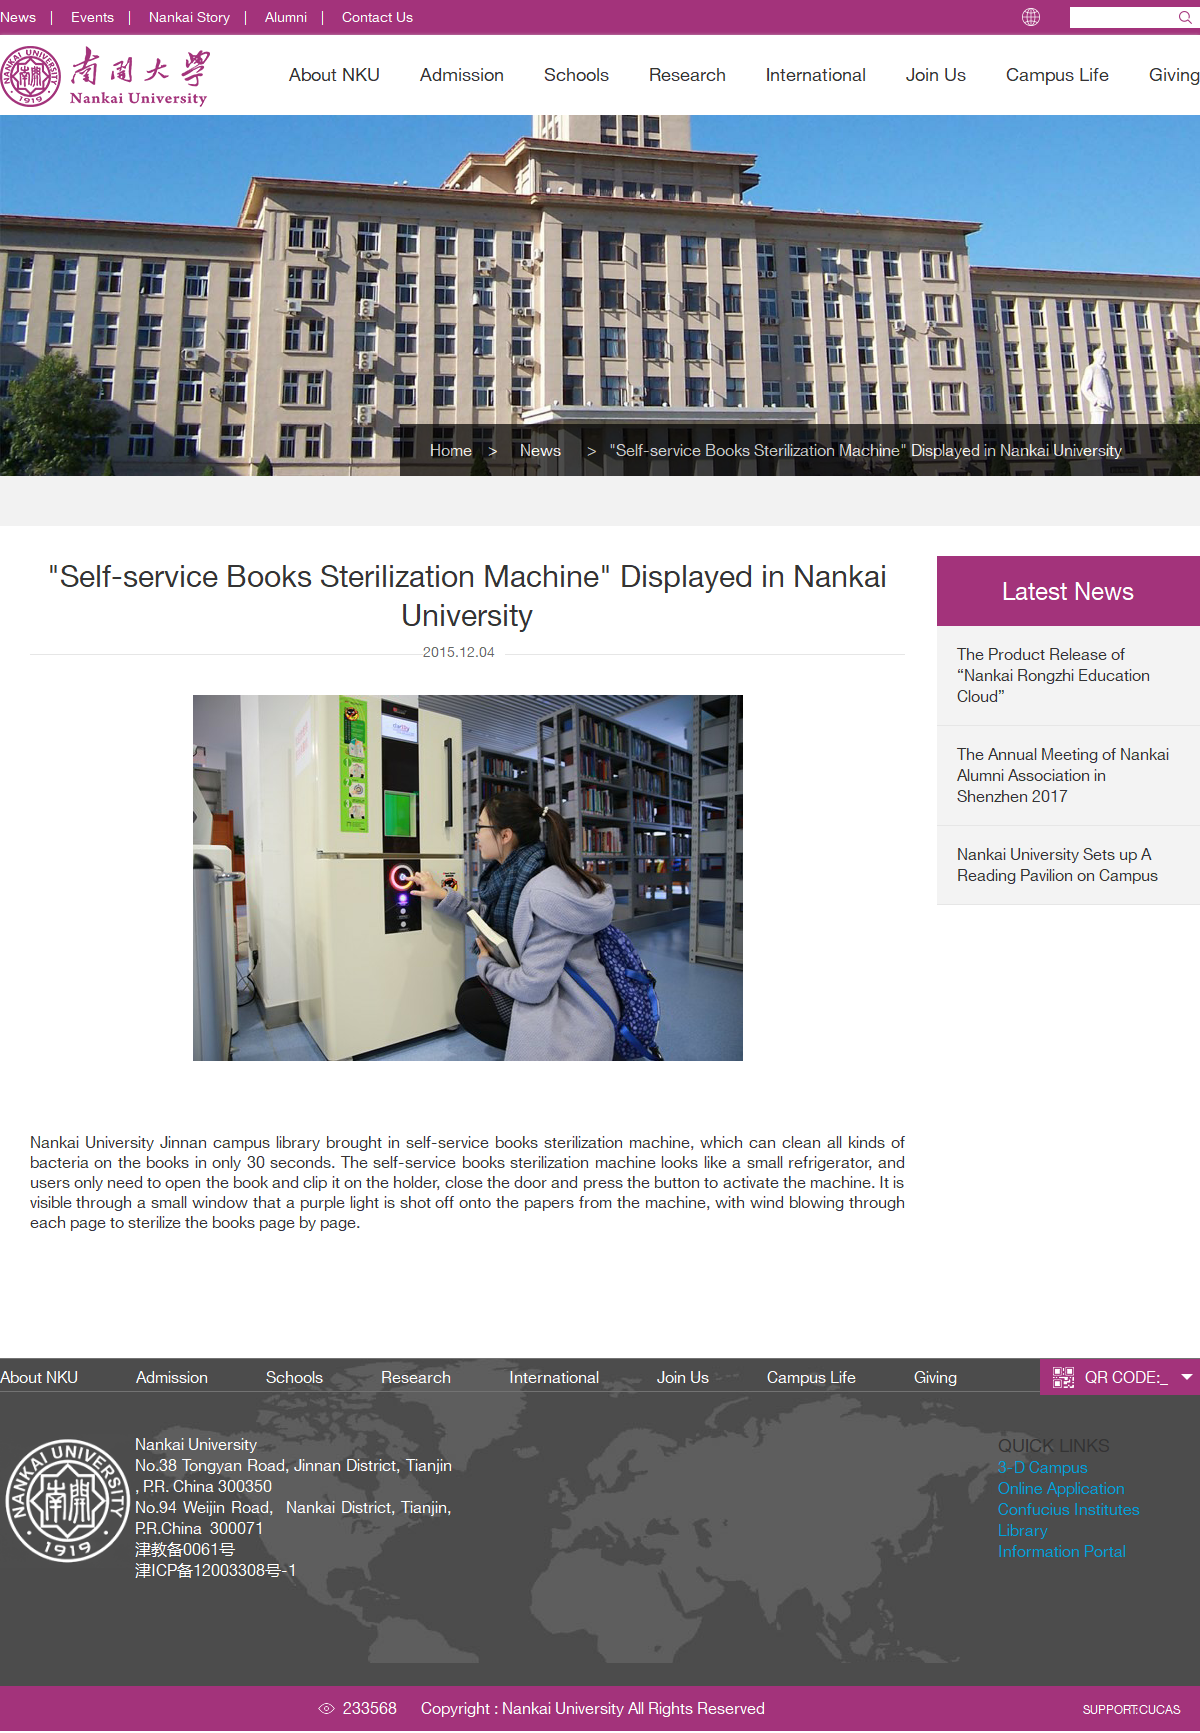 News | Events | Nankai Story | Alumni | Contact Us
NANKAI UNIVERSITY
南開
1919
南開大學
Nankai University
About NKU Admission Schools Research International Join Us Campus Life Giving
Home > News > "Self-service Books Sterilization Machine" Displayed in Nankai University
"Self-service Books Sterilization Machine" Displayed in Nankai
University
2015.12.04
Latest News
The Product Release of
“Nankai Rongzhi Education
Cloud”
The Annual Meeting of Nankai
Alumni Association in
Shenzhen 2017
Nankai University Sets up A
Reading Pavilion on Campus
Nankai University Jinnan campus library brought in self-service books sterilization machine, which can clean all kinds of
bacteria on the books in only 30 seconds. The self-service books sterilization machine looks like a small refrigerator, and
users only need to open the book and clip it on the holder, close the door and press the button to activate the machine. It is
visible through a small window that a purple light is shot off onto the papers from the machine, with wind blowing through
each page to sterilize the books page by page.
About NKU Admission Schools Research International Join Us Campus Life Giving
QR CODE:_
NANKAI UNIVERSITY
南開
1919
Nankai University
No.38 Tongyan Road, Jinnan District, Tianjin
, P.R. China 300350
No.94 Weijin Road, Nankai District, Tianjin,
P.R.China 300071
津教备0061号
津ICP备12003308号-1
QUICK LINKS
3-D Campus
Online Application
Confucius Institutes
Library
Information Portal
233568 Copyright : Nankai University All Rights Reserved
SUPPORT:CUCAS